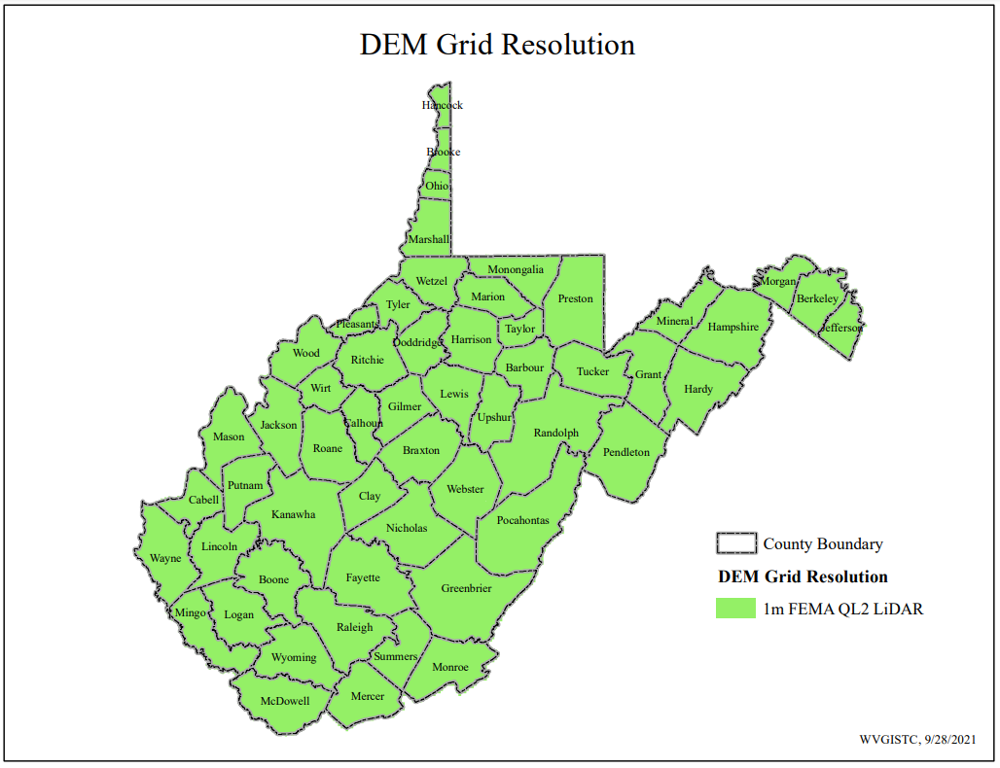 DEM Grid Resolution
Hancock
Brooke
Ohio
Marshall
Wetzel
Monongalia
Marion
Preston
Tyler
Pleasants
Doddridge
Harrison
Taylor
Morgan
Berkeley
Jefferson
Mineral
Hampshire
Wood
Ritchie
Barbour
Tucker
Grant
Hardy
Wirt
Lewis
Gilmer
Upshur
Jackson
Calhoun
Randolph
Mason
Roane
Braxton
Pendleton
Putnam
Webster
Cabell
Clay
Kanawha
Pocahontas
Nicholas
County Boundary
Lincoln
Wayne
DEM Grid Resolution
Boone
Fayette
Greenbrier
1m FEMA QL2 LiDAR
Mingo
Logan
Raleigh
Wyoming
Summers
Monroe
McDowell
Mercer
WVGISTC, 9/28/2021